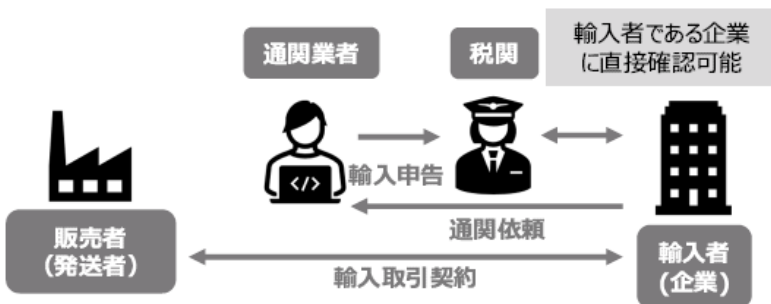 通関業者
税関
輸入者である企業
に直接確認可能
輸入申告
</>
通関依頼
販売者
(発送者)
輸入取引契約
輸入者
(企業)